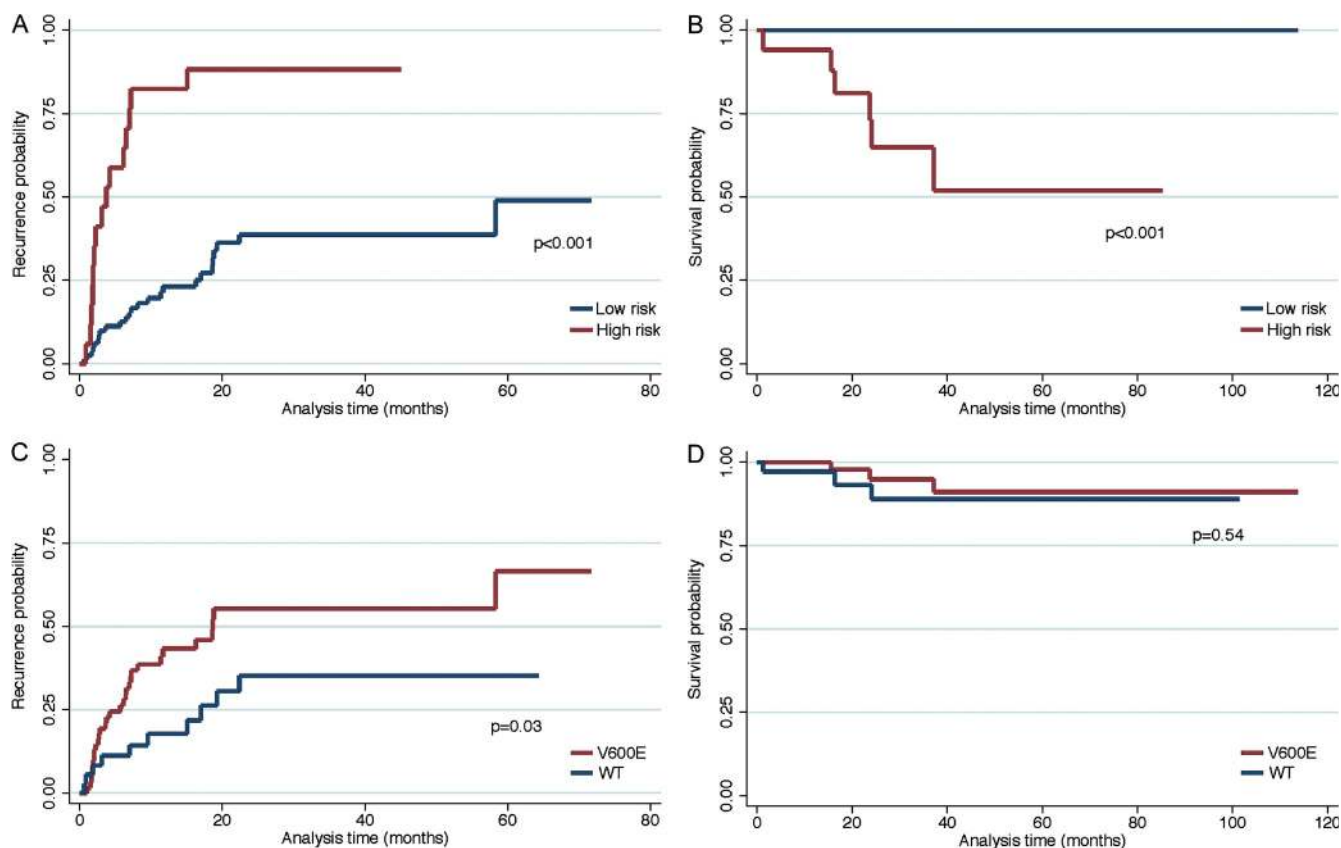 A
Recurrence probability
1.00
0.75
0.50
0.25
0.00
p<0.001
Low risk
High risk
0 20 40 60 80
Analysis time (months)
B
Survival probability
1.00
0.75
0.50
0.25
0.00
p<0.001
Low risk
High risk
0 20 40 60 80 100 120
Analysis time (months)
C
Recurrence probability
1.00
0.75
0.50
0.25
0.00
p=0.03
V600E
WT
0 20 40 60 80
Analysis time (months)
D
Survival probability
1.00
0.75
0.50
0.25
0.00
p=0.54
V600E
WT
0 20 40 60 80 100 120
Analysis time (months)